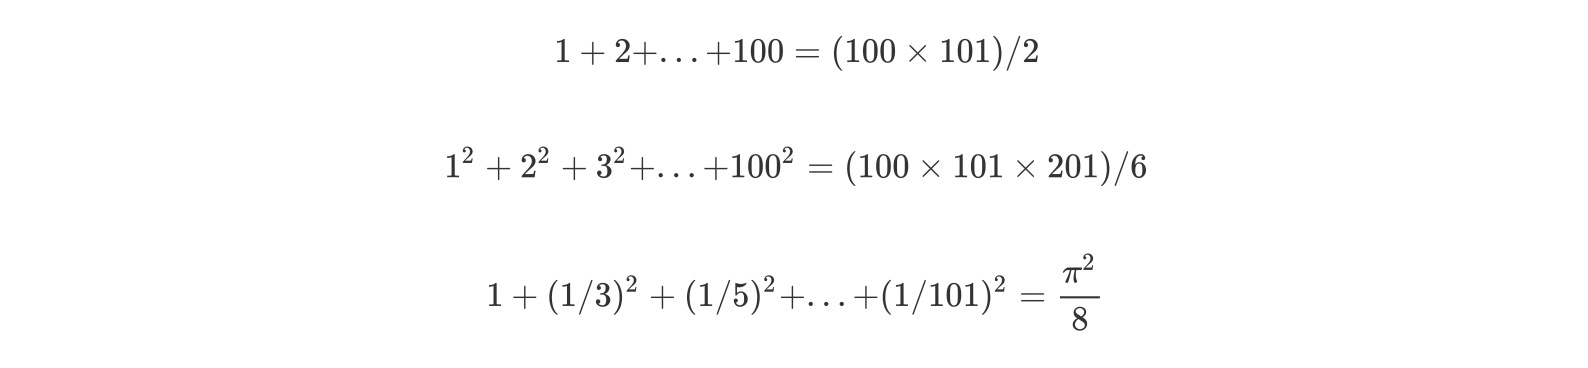 1 + 2+…+100 = (100 × 101)/2
1² + 2² + 3²+…+100² = (100 × 101 × 201)/6
1 + (1/3)² + (1/5)²+…+(1/101)² = π²/8